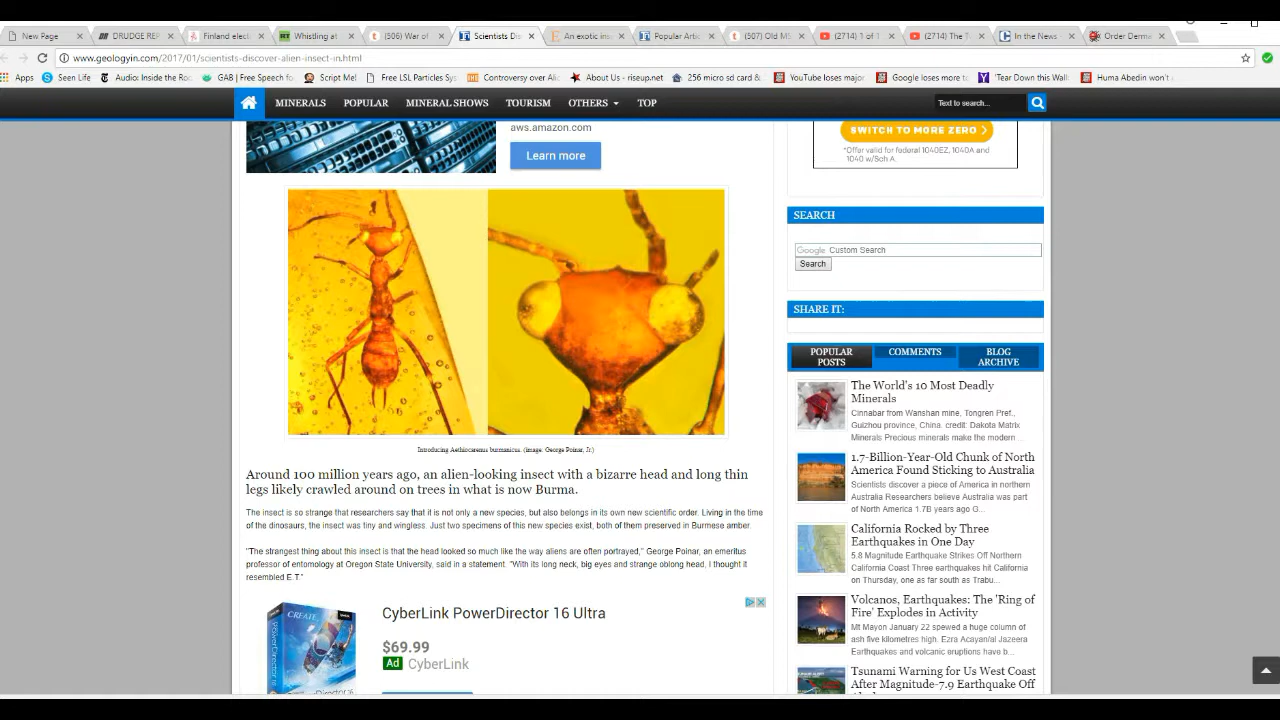 New Page
DRUDGE REP
Finland elect
Whistling at
(506) War of
Scientists Dis
An exotic ins
Popular Artic
(507) Old MS
(2714) 1 of 1
(2714) The T
In the News
Order Derma
www.geologyin.com/2017/01/scientists-discover-alien-insect-in.html
Apps
Seen Life
Audio: Inside the Ro
GAB | Free Speech fo
Script Me!
Free LSL Particles Sy
Controversy over Ali
About Us - riseup.net
256 micro sd card &
YouTube loses major
Google loses more to
'Tear Down this Wall
Huma Abedin won't
MINERALS
POPULAR
MINERAL SHOWS
TOURISM
OTHERS
TOP
Text to search...
aws.amazon.com
Learn more
SWITCH TO MORE ZERO
*Offer valid for federal 1040EZ, 1040A and
1040 w/Sch A.
SEARCH
Google Custom Search
Search
SHARE IT:
Introducing Aethiocarenus burmanicus. (image: George Poinar, Jr.)
Around 100 million years ago, an alien-looking insect with a bizarre head and long thin
legs likely crawled around on trees in what is now Burma.
The insect is so strange that researchers say that it is not only a new species, but also belongs in its own new scientific order. Living in the time
of the dinosaurs, the insect was tiny and wingless. Just two specimens of this new species exist, both of them preserved in Burmese amber.
"The strangest thing about this insect is that the head looked so much like the way aliens are often portrayed," George Poinar, an emeritus
professor of entomology at Oregon State University, said in a statement. "With its long neck, big eyes and strange oblong head, I thought it
resembled E.T."
CREATE
CyberLink PowerDirector 16 Ultra
$69.99
Ad CyberLink
POPULAR
POSTS
COMMENTS
BLOG
ARCHIVE
The World's 10 Most Deadly
Minerals
Cinnabar from Wanshan mine, Tongren Pref.,
Guizhou province, China. credit: Dakota Matrix
Minerals Precious minerals make the modern ...
1.7-Billion-Year-Old Chunk of North
America Found Sticking to Australia
Scientists discover a piece of America in northern
Australia Researchers believe Australia was part
of North America 1.7B years ago G...
California Rocked by Three
Earthquakes in One Day
5.8 Magnitude Earthquake Strikes Off Northern
California Coast Three earthquakes hit California
on Thursday, one as far south as Trabu...
Volcanos, Earthquakes: The 'Ring of
Fire' Explodes in Activity
Mt Mayon January 22 spewed a huge column of
ash five kilometres high. Ezra Acayan/al Jazeera
Earthquakes and volcanic eruptions have b...
Tsunami Warning for Us West Coast
After Magnitude-7.9 Earthquake Off